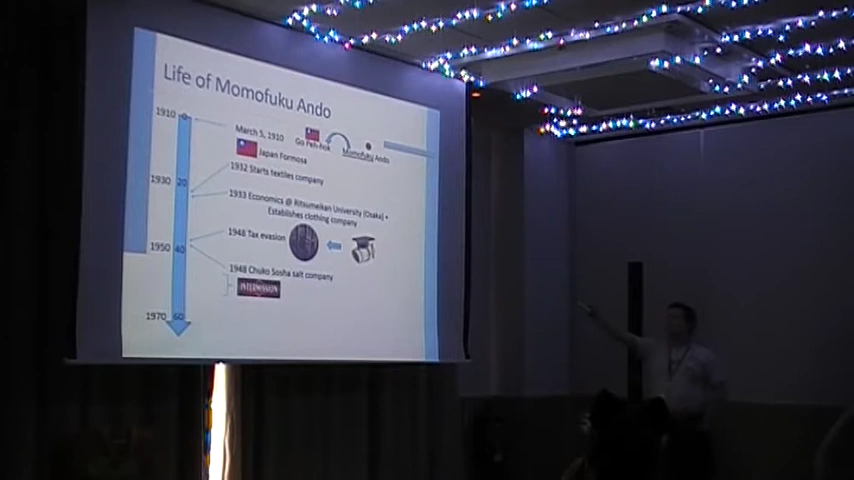 Life of Momofuku Ando
1910 0
March 5, 1910
Go Peh-Hok
Momofuku Ando
Japan Formosa
1932 Starts textiles company
1930 20
1933 Economics @ Ritsumeikan University (Osaka) +
Establishes clothing company
1948 Tax evasion
1950 40
1948 Chuko Sosha salt company
INTERMISSION
1970 60